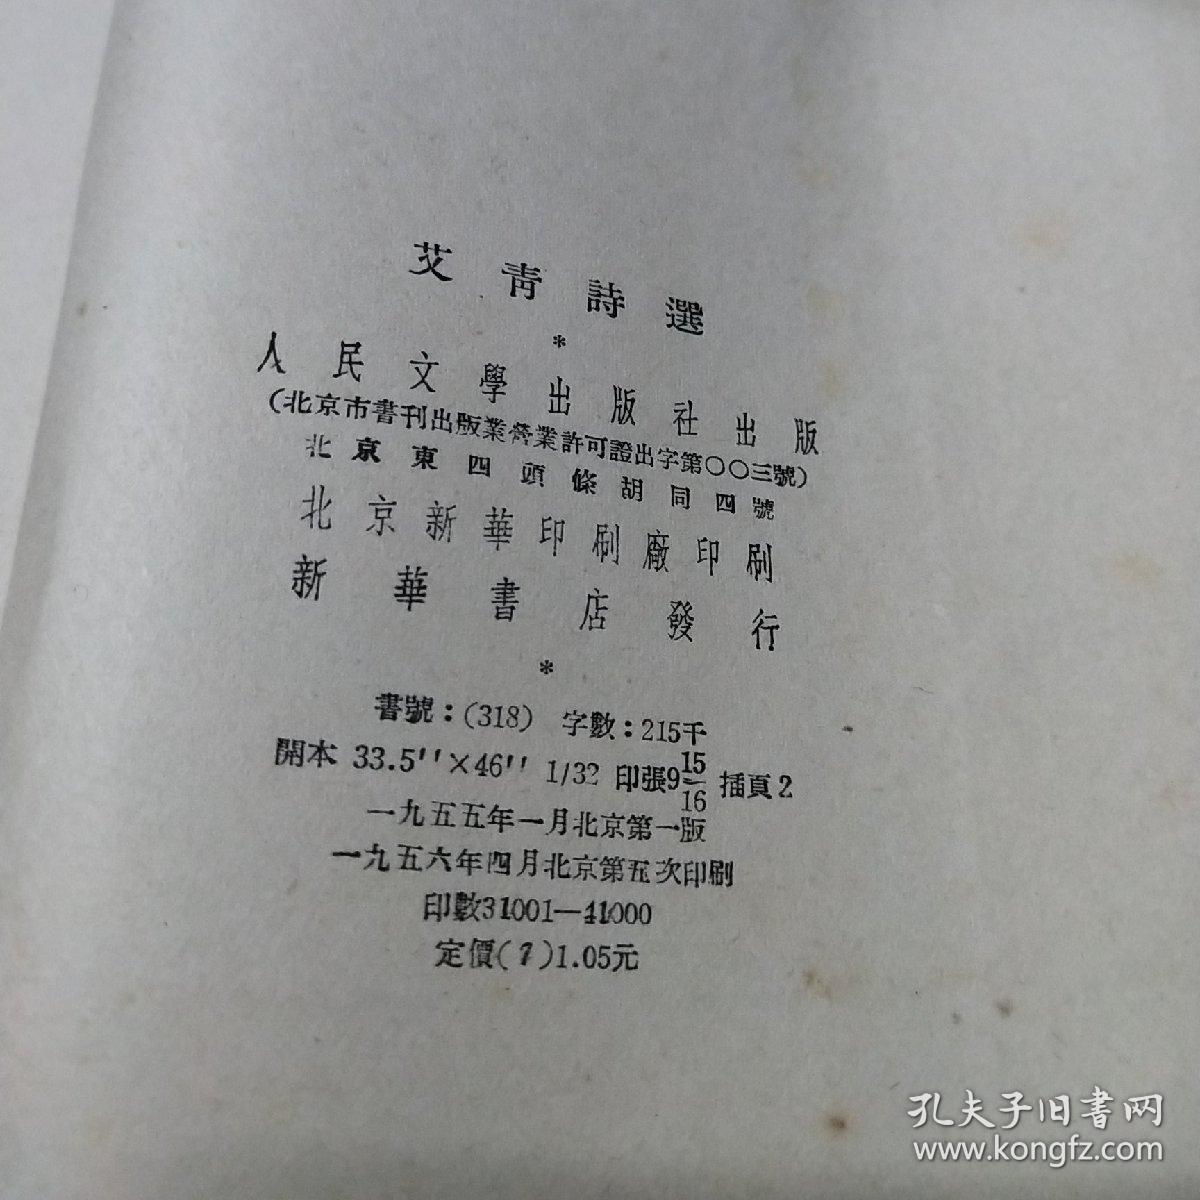 艾青詩選
*
人民文學出版社出版
(北京市書刊出版業營業許可證出字第〇〇三號)
北京東四頭條胡同四號
北京新華印刷廠印刷
新華書店發行
*
書號：(318) 字數：215千
開本 33.5''×46'' 1/32 印張9 15/16 插頁2
一九五五年一月北京第一版
一九五六年四月北京第五次印刷
印數31001—41000
定價(7)1.05元
孔夫子旧書网
www.kongfz.com